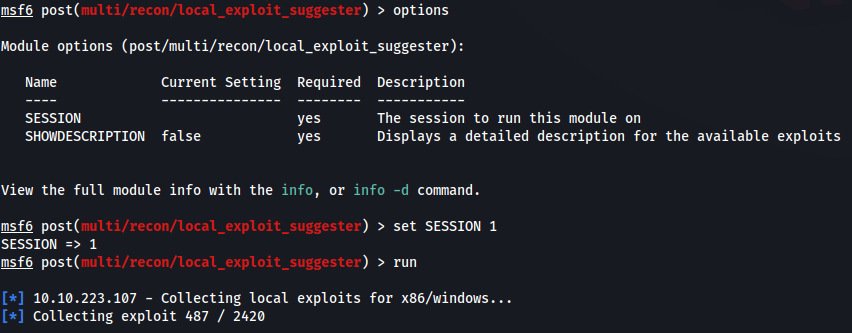 msf6 post(multi/recon/local_exploit_suggester) > options
Module options (post/multi/recon/local_exploit_suggester):
Name Current Setting Required Description
---- --------------- -------- -----------
SESSION yes The session to run this module on
SHOWDESCRIPTION false yes Displays a detailed description for the available exploits
View the full module info with the info, or info -d command.
msf6 post(multi/recon/local_exploit_suggester) > set SESSION 1
SESSION => 1
msf6 post(multi/recon/local_exploit_suggester) > run
[*] 10.10.223.107 - Collecting local exploits for x86/windows...
[*] Collecting exploit 487 / 2420